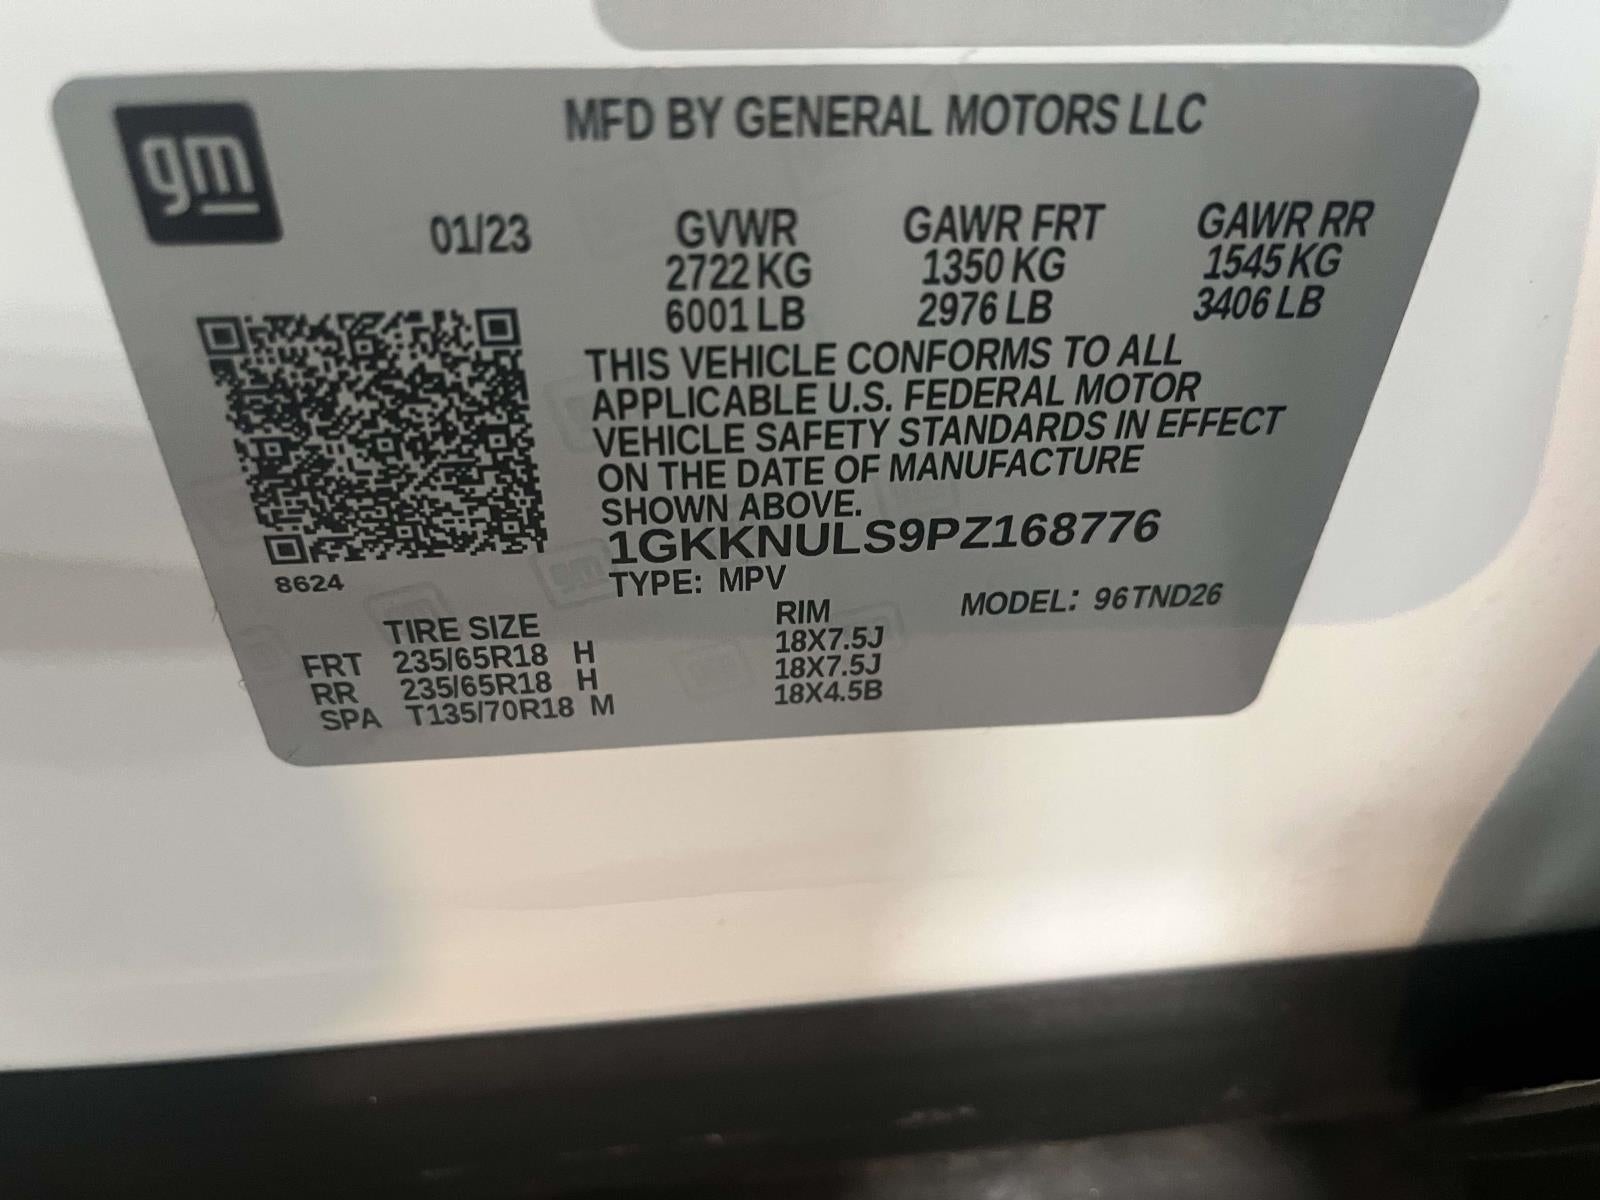 gm
MFD BY GENERAL MOTORS LLC
01/23 GVWR GAWR FRT GAWR RR
2722 KG 1350 KG 1545 KG
6001 LB 2976 LB 3406 LB
THIS VEHICLE CONFORMS TO ALL
APPLICABLE U.S. FEDERAL MOTOR
VEHICLE SAFETY STANDARDS IN EFFECT
ON THE DATE OF MANUFACTURE
SHOWN ABOVE.
1GKKNULS9PZ168776
8624
TYPE: MPV
MODEL: 96TND26
TIRE SIZE RIM
FRT 235/65R18 H 18X7.5J
RR 235/65R18 H 18X7.5J
SPA T135/70R18 M 18X4.5B